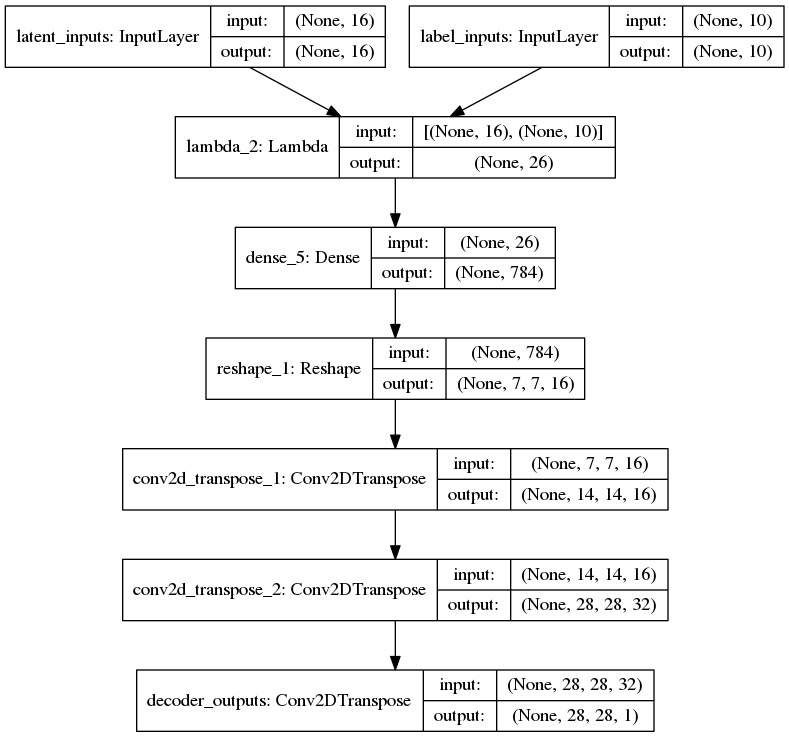 latent_inputs: InputLayer
input:
(None, 16)
output:
(None, 16)
label_inputs: InputLayer
input:
(None, 10)
output:
(None, 10)
lambda_2: Lambda
input:
[(None, 16), (None, 10)]
output:
(None, 26)
dense_5: Dense
input:
(None, 26)
output:
(None, 784)
reshape_1: Reshape
input:
(None, 784)
output:
(None, 7, 7, 16)
conv2d_transpose_1: Conv2DTranspose
input:
(None, 7, 7, 16)
output:
(None, 14, 14, 16)
conv2d_transpose_2: Conv2DTranspose
input:
(None, 14, 14, 16)
output:
(None, 28, 28, 32)
decoder_outputs: Conv2DTranspose
input:
(None, 28, 28, 32)
output:
(None, 28, 28, 1)